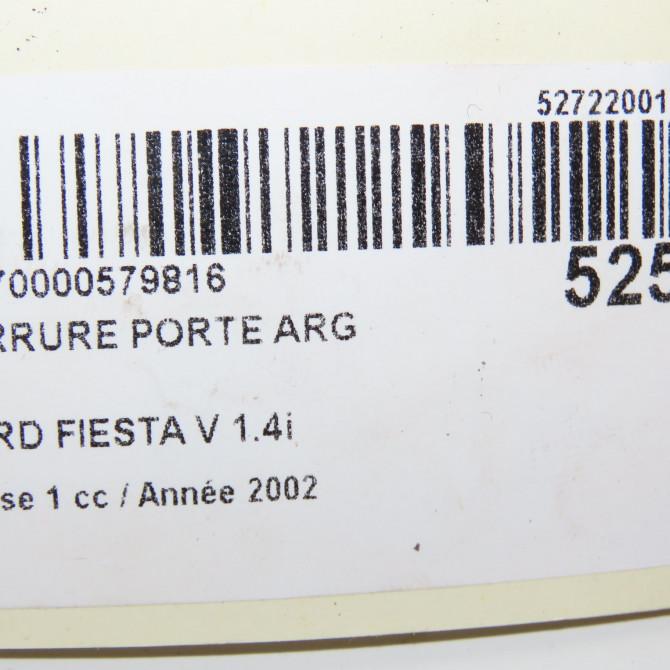 52722001
70000579816
525
RRURE PORTE ARG
RD FIESTA V 1.4i
se 1 cc / Année 2002